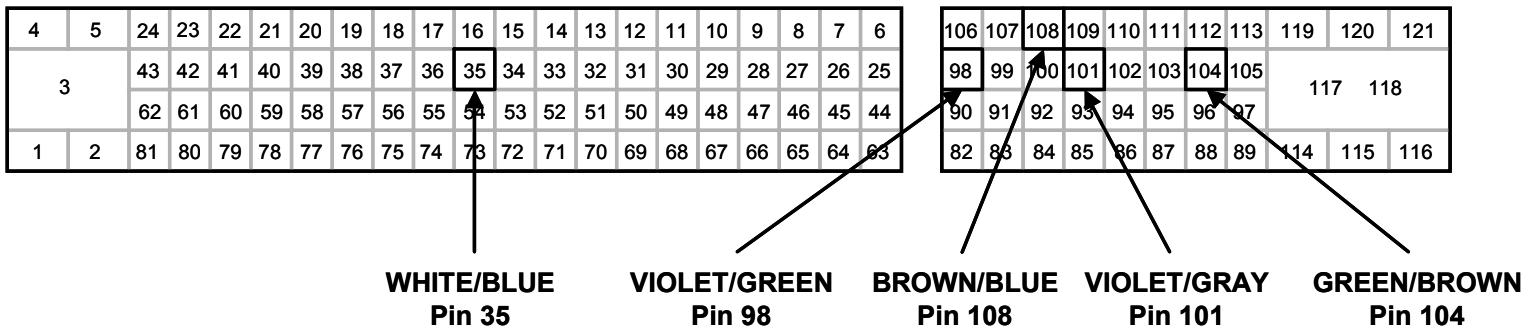 4 5 24 23 22 21 20 19 18 17 16 15 14 13 12 11 10 9 8 7 6 106 107 108 109 110 111 112 113 119 120 121
3 43 42 41 40 39 38 37 36 35 34 33 32 31 30 29 28 27 26 25 98 99 100 101 102 103 104 105 117 118
62 61 60 59 58 57 56 55 54 53 52 51 50 49 48 47 46 45 44 90 91 92 93 94 95 96 97
1 2 81 80 79 78 77 76 75 74 73 72 71 70 69 68 67 66 65 64 63 82 83 84 85 86 87 88 89 114 115 116
WHITE/BLUE VIOLET/GREEN BROWN/BLUE VIOLET/GRAY GREEN/BROWN
Pin 35 Pin 98 Pin 108 Pin 101 Pin 104